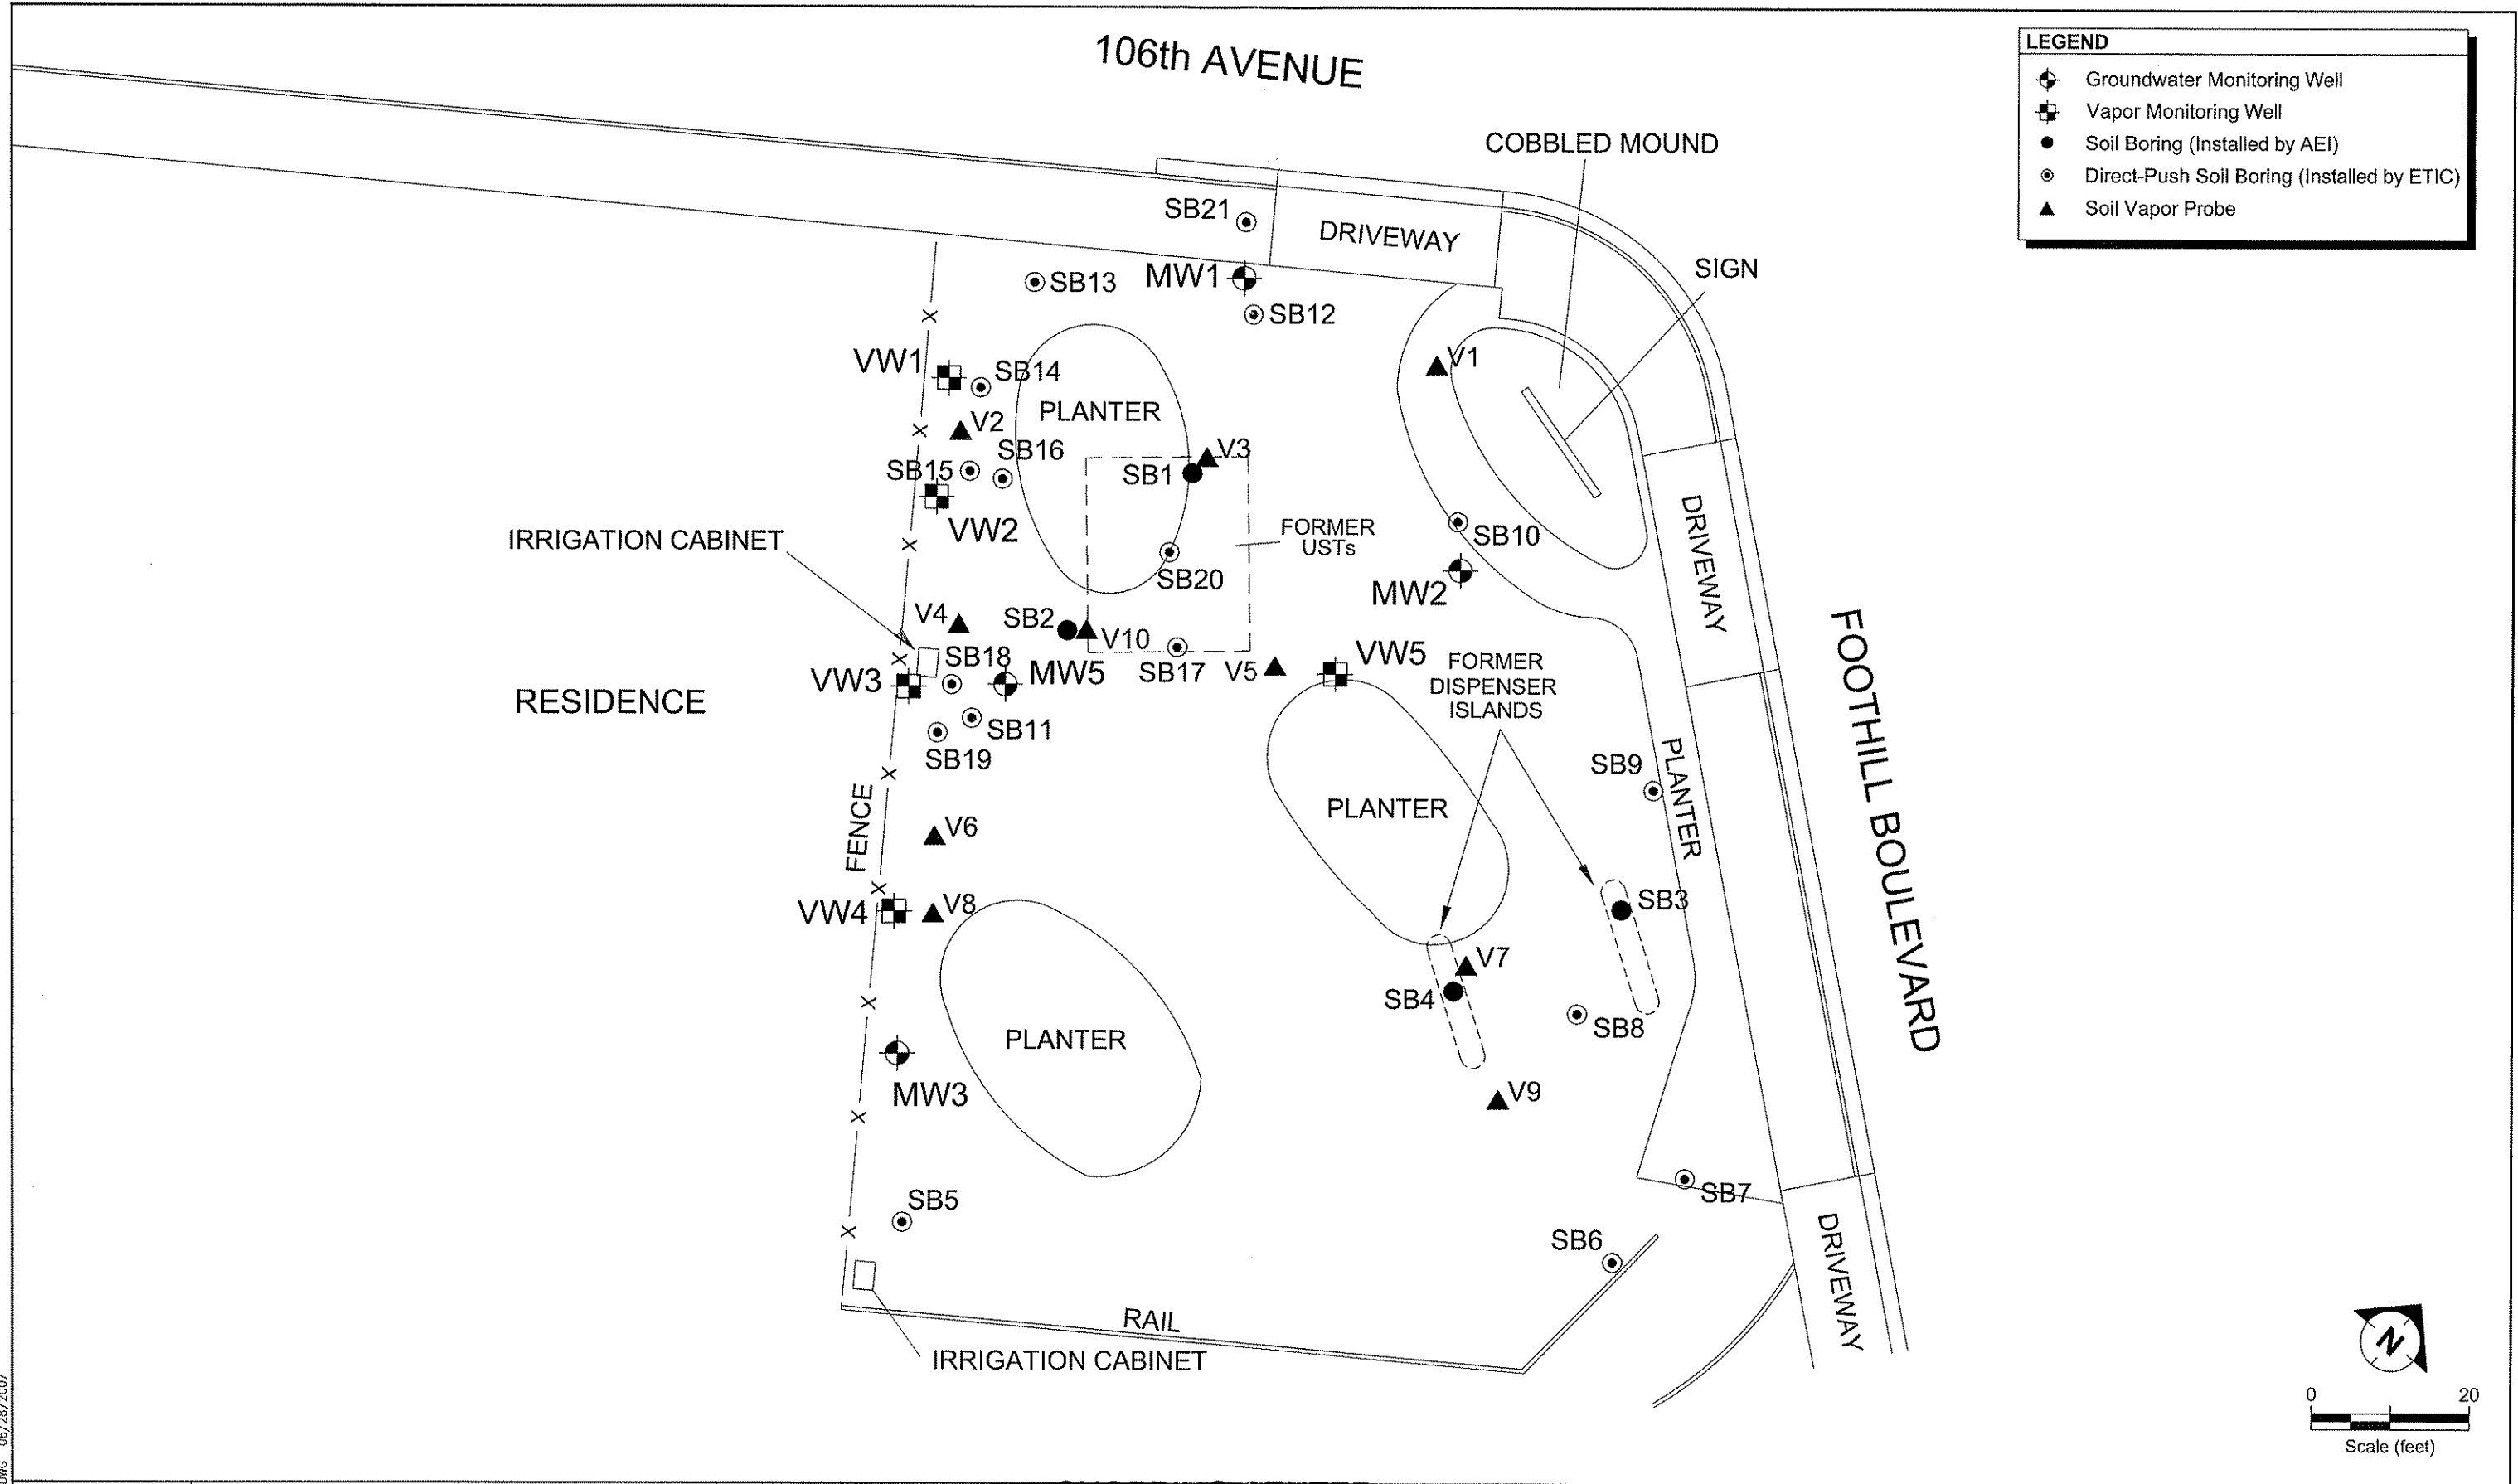 106th AVENUE
LEGEND
Groundwater Monitoring Well
Vapor Monitoring Well
Soil Boring (Installed by AEI)
Direct-Push Soil Boring (Installed by ETIC)
Soil Vapor Probe
COBBLED MOUND
SB21
DRIVEWAY
SIGN
SB13
MW1
SB12
VW1
SB14
V1
PLANTER
V2
SB16
V3
SB15
SB1
VW2
IRRIGATION CABINET
FORMER
USTs
SB10
SB20
DRIVEWAY
MW2
V4
SB2
V10
FOOTHILL BOULEVARD
SB18
MW5
SB17
V5
VW5
FORMER
DISPENSER
ISLANDS
VW3
RESIDENCE
SB11
SB19
SB9
PLANTER
PLANTER
FENCE
V6
VW4
V8
SB3
V7
SB4
SB8
PLANTER
MW3
V9
SB7
SB5
SB6
DRIVEWAY
RAIL
IRRIGATION CABINET
N
0 20
Scale (feet)
06/28/2007